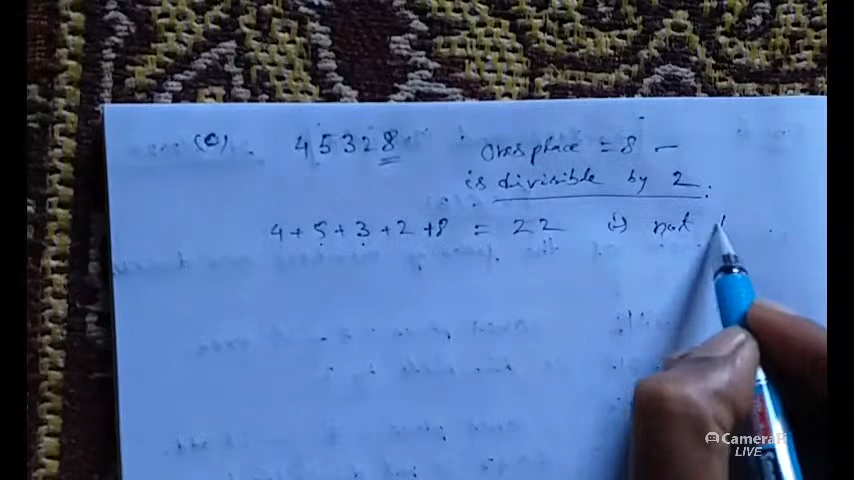 (e). 45328 Ones place = 8 –
is divisible by 2.
4 + 5 + 3 + 2 + 8 = 22 is not
CameraFi
LIVE